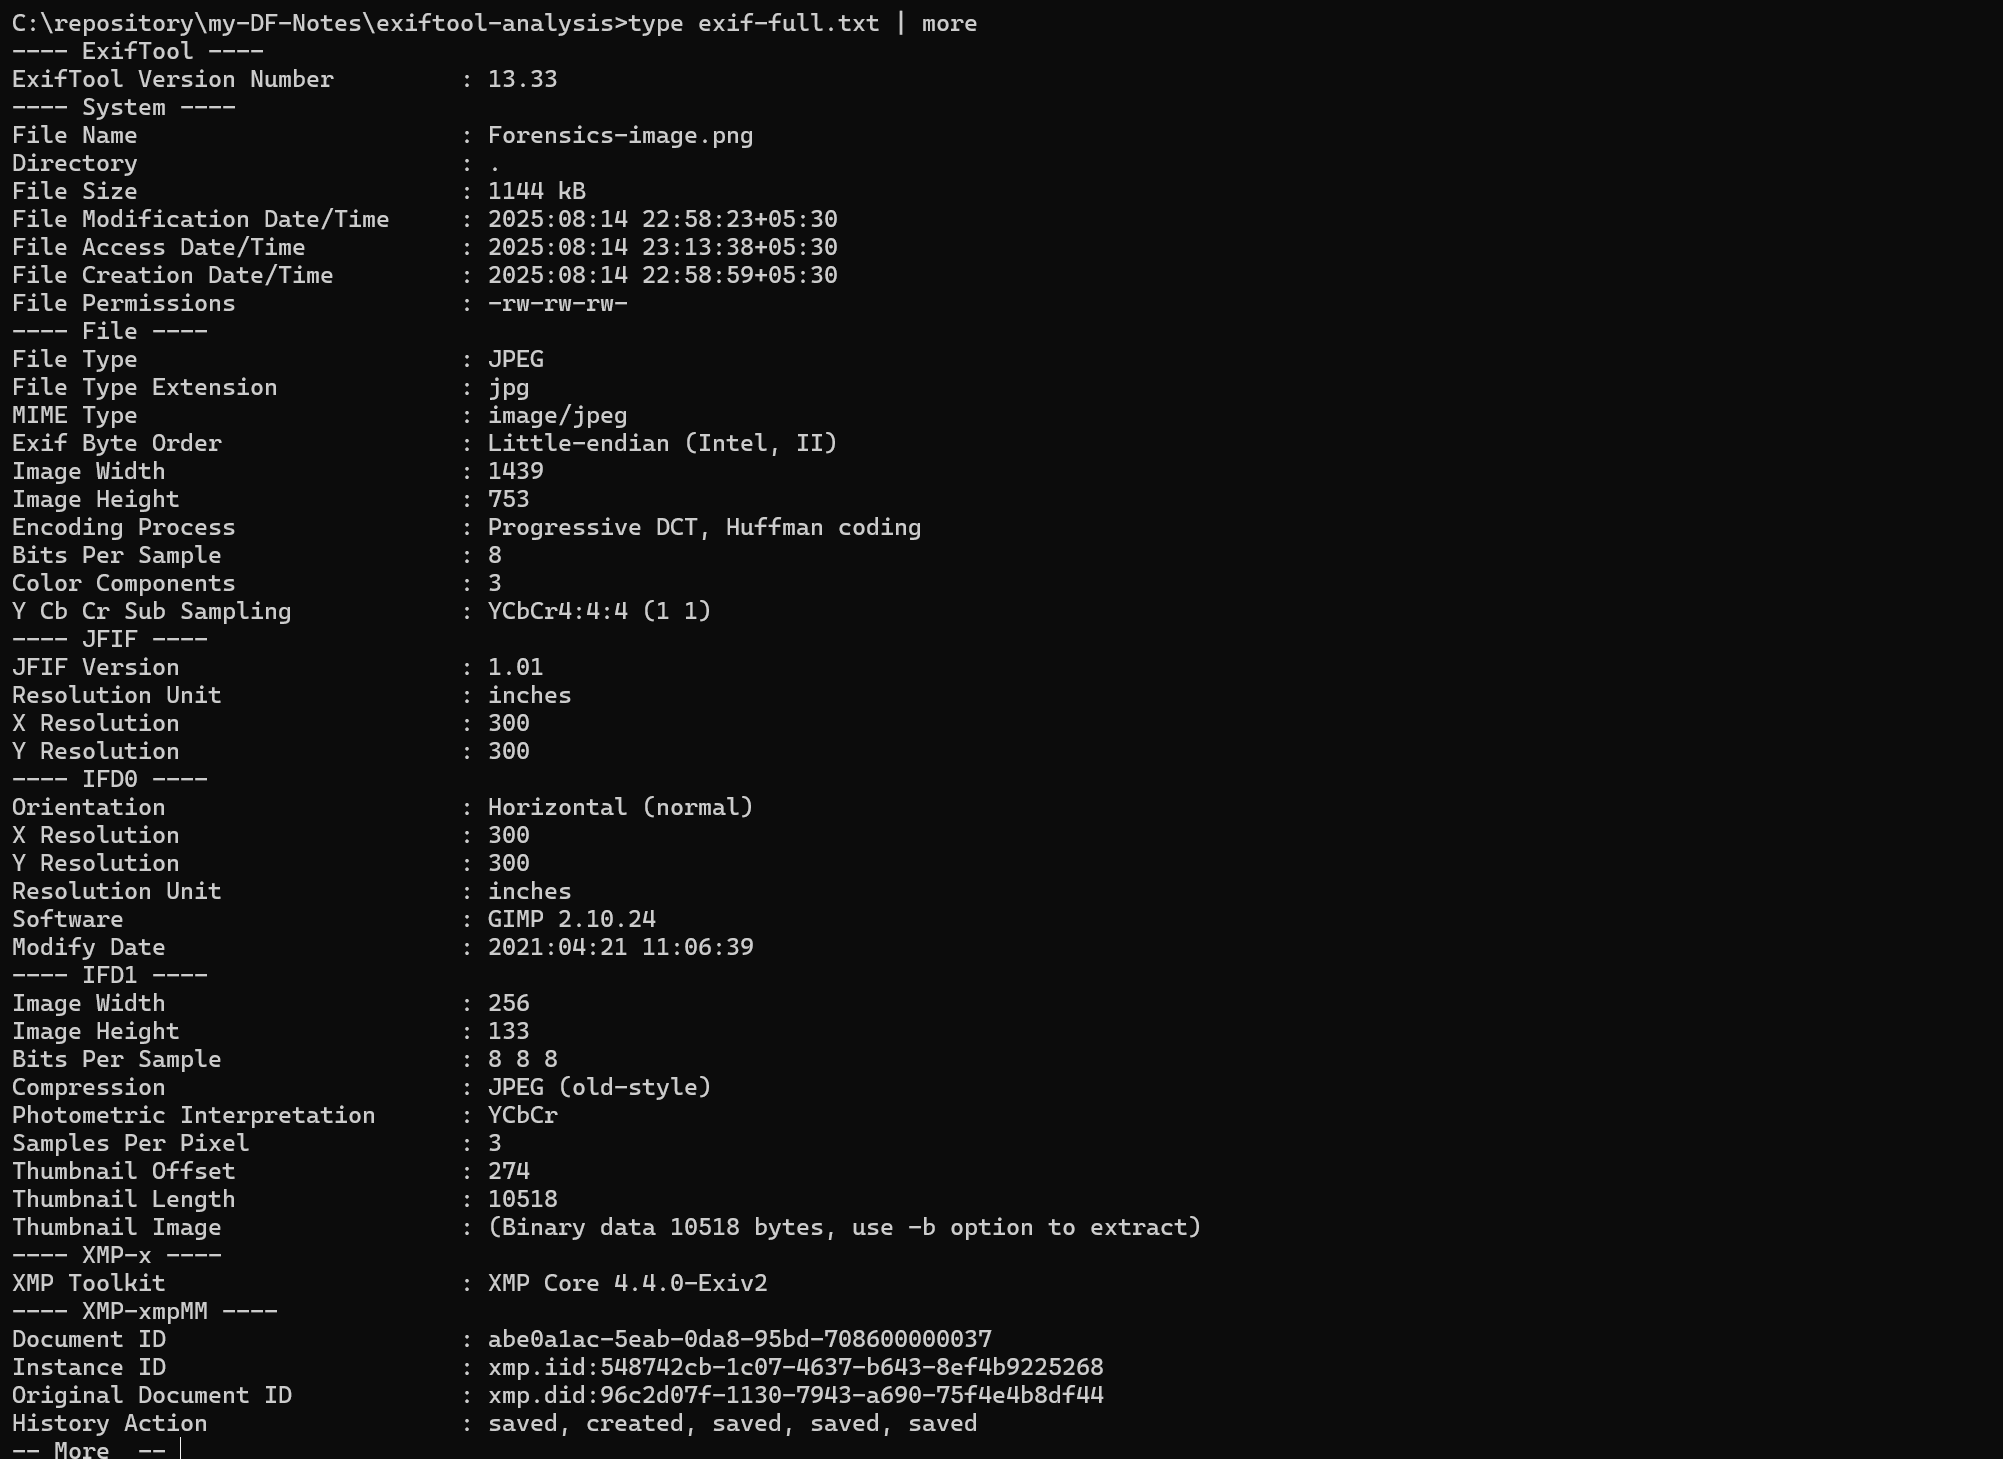 C:\repository\my-DF-Notes\exiftool-analysis>type exif-full.txt | more
---- ExifTool ----
ExifTool Version Number         : 13.33
---- System ----
File Name                       : Forensics-image.png
Directory                       : .
File Size                       : 1144 kB
File Modification Date/Time     : 2025:08:14 22:58:23+05:30
File Access Date/Time           : 2025:08:14 23:13:38+05:30
File Creation Date/Time         : 2025:08:14 22:58:59+05:30
File Permissions                : -rw-rw-rw-
---- File ----
File Type                       : JPEG
File Type Extension             : jpg
MIME Type                       : image/jpeg
Exif Byte Order                 : Little-endian (Intel, II)
Image Width                     : 1439
Image Height                    : 753
Encoding Process                : Progressive DCT, Huffman coding
Bits Per Sample                 : 8
Color Components                : 3
Y Cb Cr Sub Sampling            : YCbCr4:4:4 (1 1)
---- JFIF ----
JFIF Version                    : 1.01
Resolution Unit                 : inches
X Resolution                    : 300
Y Resolution                    : 300
---- IFD0 ----
Orientation                     : Horizontal (normal)
X Resolution                    : 300
Y Resolution                    : 300
Resolution Unit                 : inches
Software                        : GIMP 2.10.24
Modify Date                     : 2021:04:21 11:06:39
---- IFD1 ----
Image Width                     : 256
Image Height                    : 133
Bits Per Sample                 : 8 8 8
Compression                     : JPEG (old-style)
Photometric Interpretation      : YCbCr
Samples Per Pixel               : 3
Thumbnail Offset                : 274
Thumbnail Length                : 10518
Thumbnail Image                 : (Binary data 10518 bytes, use -b option to extract)
---- XMP-x ----
XMP Toolkit                     : XMP Core 4.4.0-Exiv2
---- XMP-xmpMM ----
Document ID                     : abe0a1ac-5eab-0da8-95bd-708600000037
Instance ID                     : xmp.iid:548742cb-1c07-4637-b643-8ef4b9225268
Original Document ID            : xmp.did:96c2d07f-1130-7943-a690-75f4e4b8df44
History Action                  : saved, created, saved, saved, saved
-- More  --